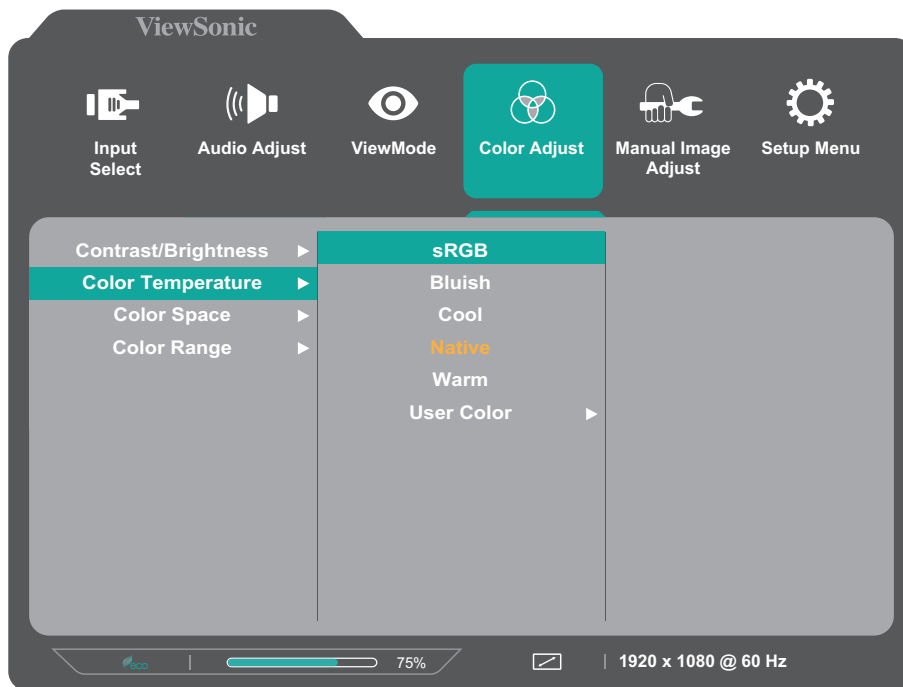 ViewSonic
Input Select
Audio Adjust
ViewMode
Color Adjust
Manual Image Adjust
Setup Menu
Contrast/Brightness
Color Temperature
Color Space
Color Range
sRGB
Bluish
Cool
Native
Warm
User Color
eco
75%
1920 x 1080 @ 60 Hz